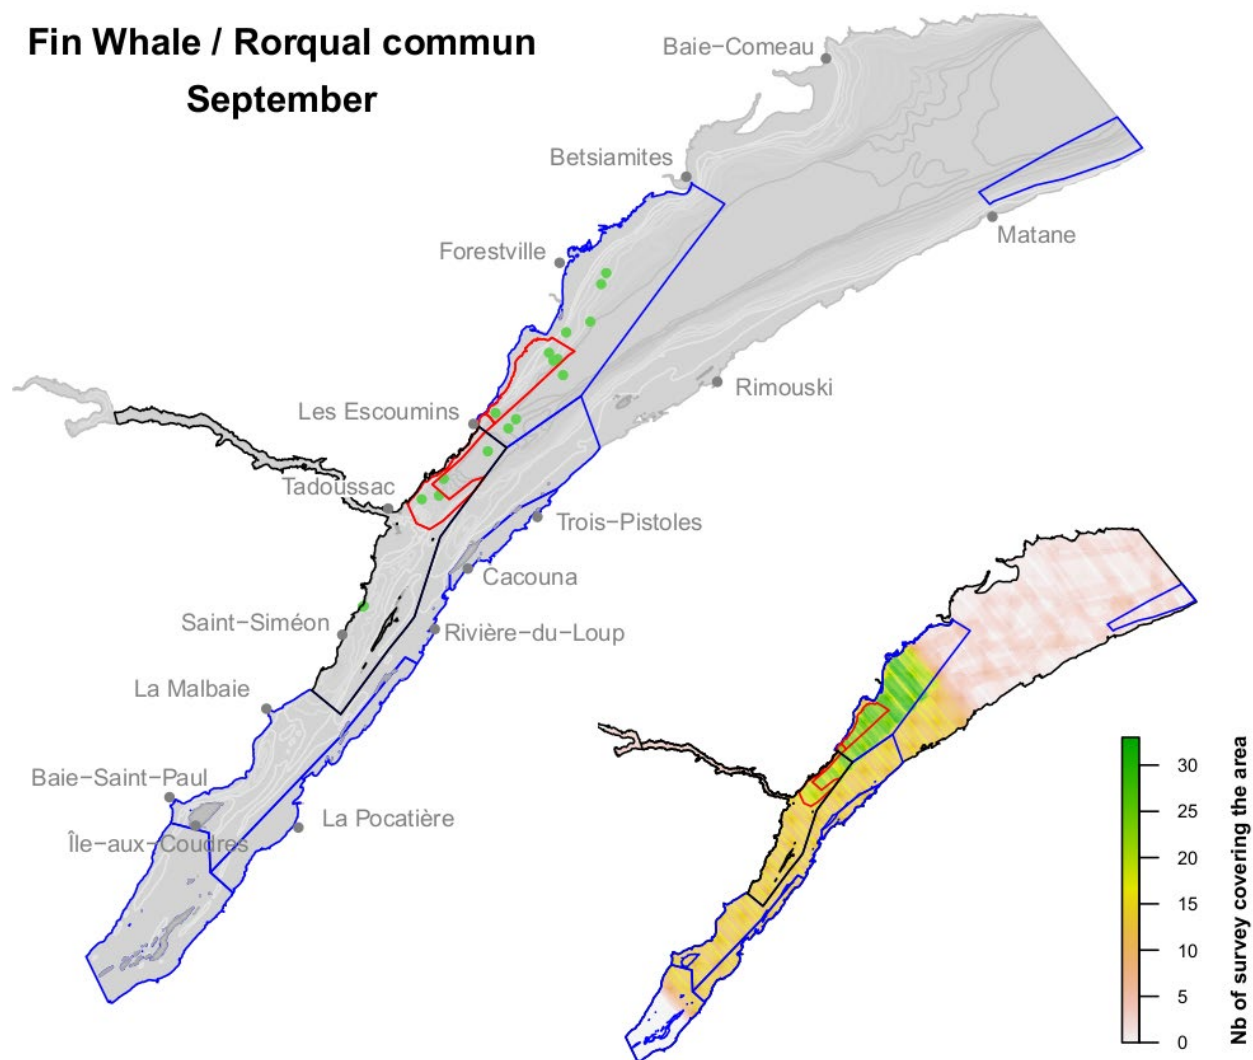 Fin Whale / Rorqual commun
September
Baie−Comeau
Betsiamites
Matane
Forestville
Rimouski
Les Escoumins
Tadoussac
Trois−Pistoles
Cacouna
Saint−Siméon
Rivière−du−Loup
La Malbaie
Baie−Saint−Paul
La Pocatière
Île−aux−Coudres
30
25
20
15
10
5
0
Nb of survey covering the area